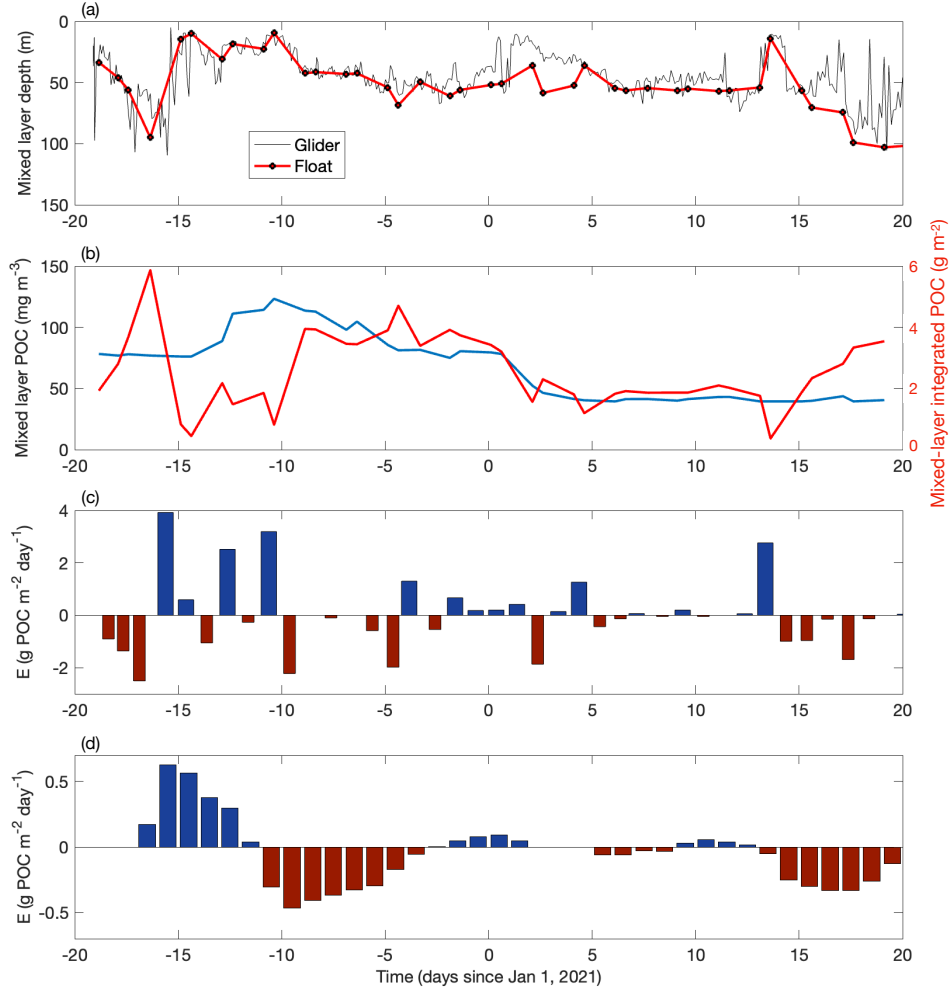 (a)
Mixed layer depth (m)
0
50
100
150
Glider
Float
-20 -15 -10 -5 0 5 10 15 20
(b)
Mixed layer POC (mg m⁻³)
150
100
50
0
6
4
2
0
Mixed-layer integrated POC (g m⁻²)
-20 -15 -10 -5 0 5 10 15 20
(c)
E (g POC m⁻² day⁻¹)
4
2
0
-2
-20 -15 -10 -5 0 5 10 15 20
(d)
E (g POC m⁻² day⁻¹)
0.5
0
-0.5
-20 -15 -10 -5 0 5 10 15 20
Time (days since Jan 1, 2021)